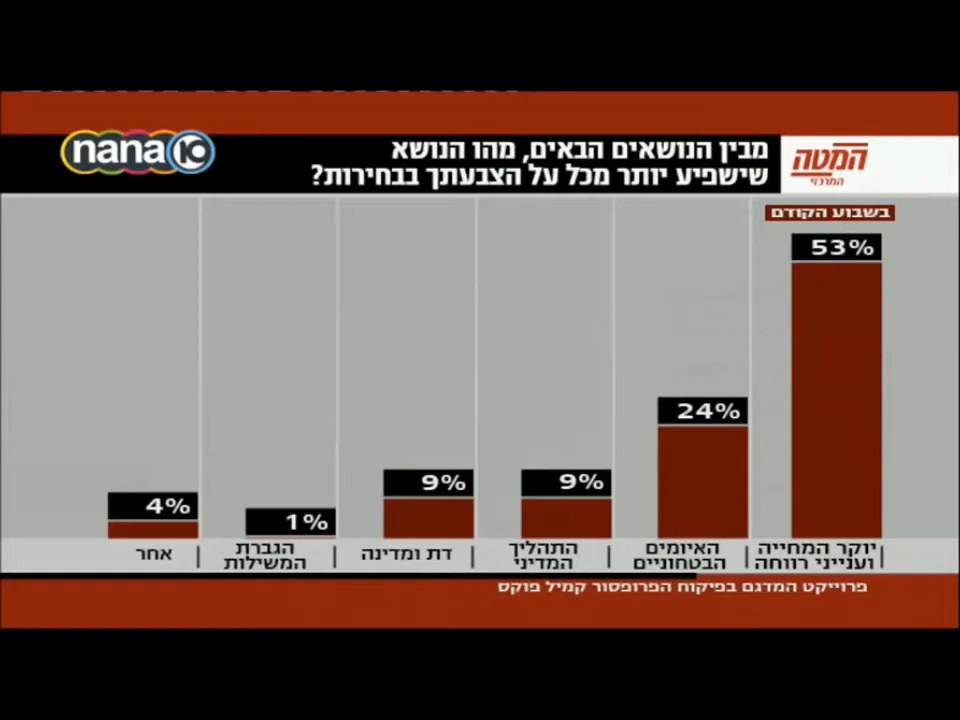 המטה
המרכזי
מבין הנושאים הבאים, מהו הנושא
שישפיע יותר מכל על הצבעתך בבחירות?
nana10
בשבוע הקודם
53%
24%
9%
9%
1%
4%
יוקר המחייה
וענייני רווחה
האיומים
הבטחוניים
התהליך
המדיני
דת ומדינה
הגברת
המשילות
אחר
פרוייקט המדגם בפיקוח הפרופסור קמיל פוקס